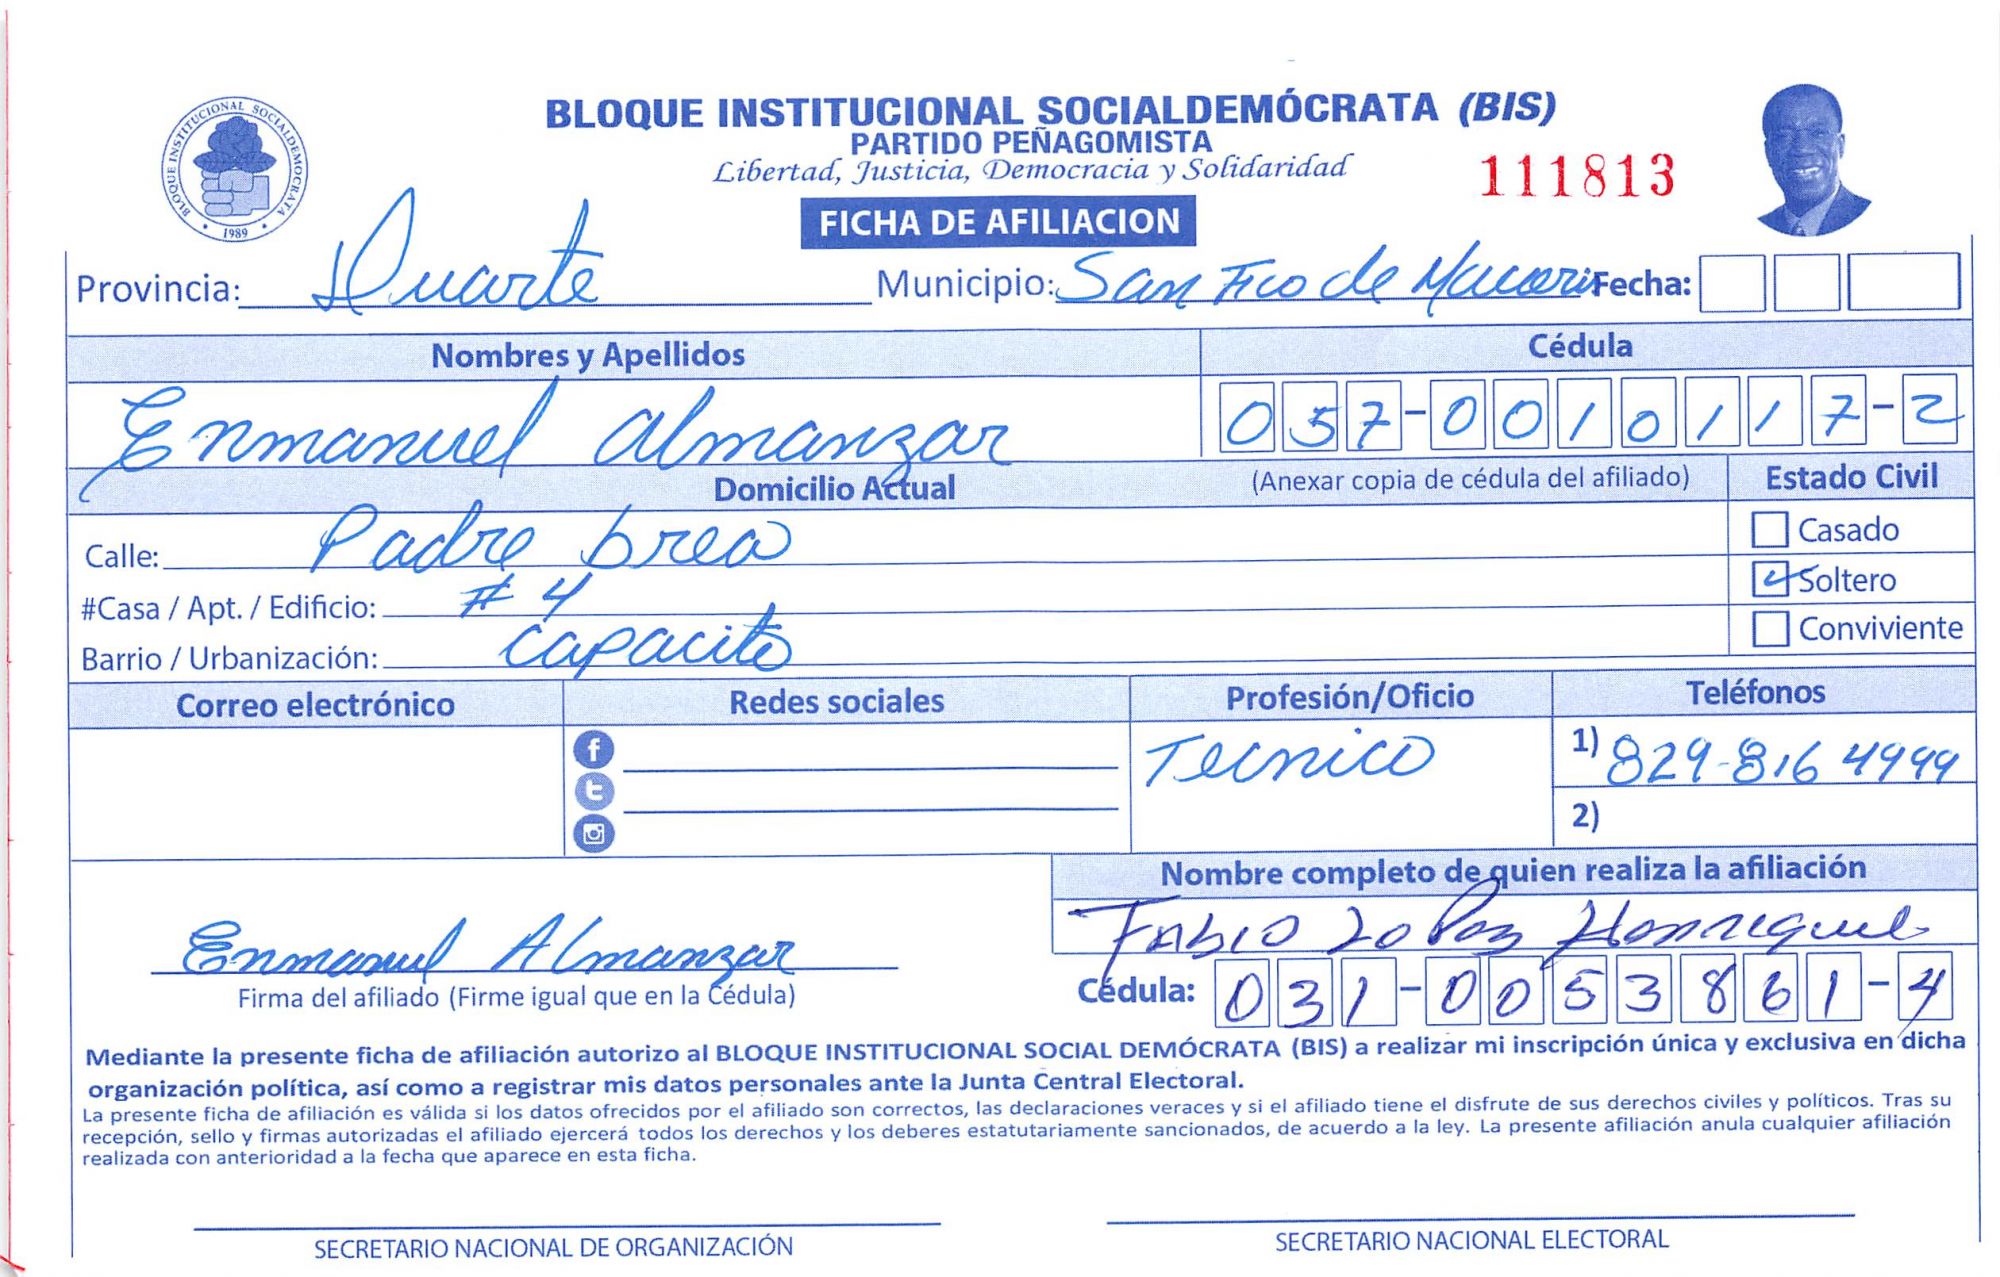 BLOQUE INSTITUCIONAL SOCIALDEMOCRATA
1989
BLOQUE INSTITUCIONAL SOCIALDEMÓCRATA (BIS)
PARTIDO PEÑAGOMISTA
Libertad, Justicia, Democracia y Solidaridad
111813
FICHA DE AFILIACION
Provincia: Duarte Municipio: San Fco de Macoris Fecha:
Nombres y Apellidos Cédula
Enmanuel Almanzar 057-0010117-2
Domicilio Actual (Anexar copia de cédula del afiliado) Estado Civil
Calle: Padre brea Casado
#Casa / Apt. / Edificio: # 4 Soltero
Barrio / Urbanización: Capacito Conviviente
Correo electrónico Redes sociales Profesión/Oficio Teléfonos
Tecnico 1) 829-816 4999
2)
Nombre completo de quien realiza la afiliación
Fabio Lopez Henriquez
Enmanuel Almanzar
Firma del afiliado (Firme igual que en la Cédula) Cédula: 031-0053861-4
Mediante la presente ficha de afiliación autorizo al BLOQUE INSTITUCIONAL SOCIAL DEMÓCRATA (BIS) a realizar mi inscripción única y exclusiva en dicha
organización política, así como a registrar mis datos personales ante la Junta Central Electoral.
La presente ficha de afiliación es válida si los datos ofrecidos por el afiliado son correctos, las declaraciones veraces y si el afiliado tiene el disfrute de sus derechos civiles y políticos. Tras su
recepción, sello y firmas autorizadas el afiliado ejercerá todos los derechos y los deberes estatutariamente sancionados, de acuerdo a la ley. La presente afiliación anula cualquier afiliación
realizada con anterioridad a la fecha que aparece en esta ficha.
SECRETARIO NACIONAL DE ORGANIZACIÓN SECRETARIO NACIONAL ELECTORAL